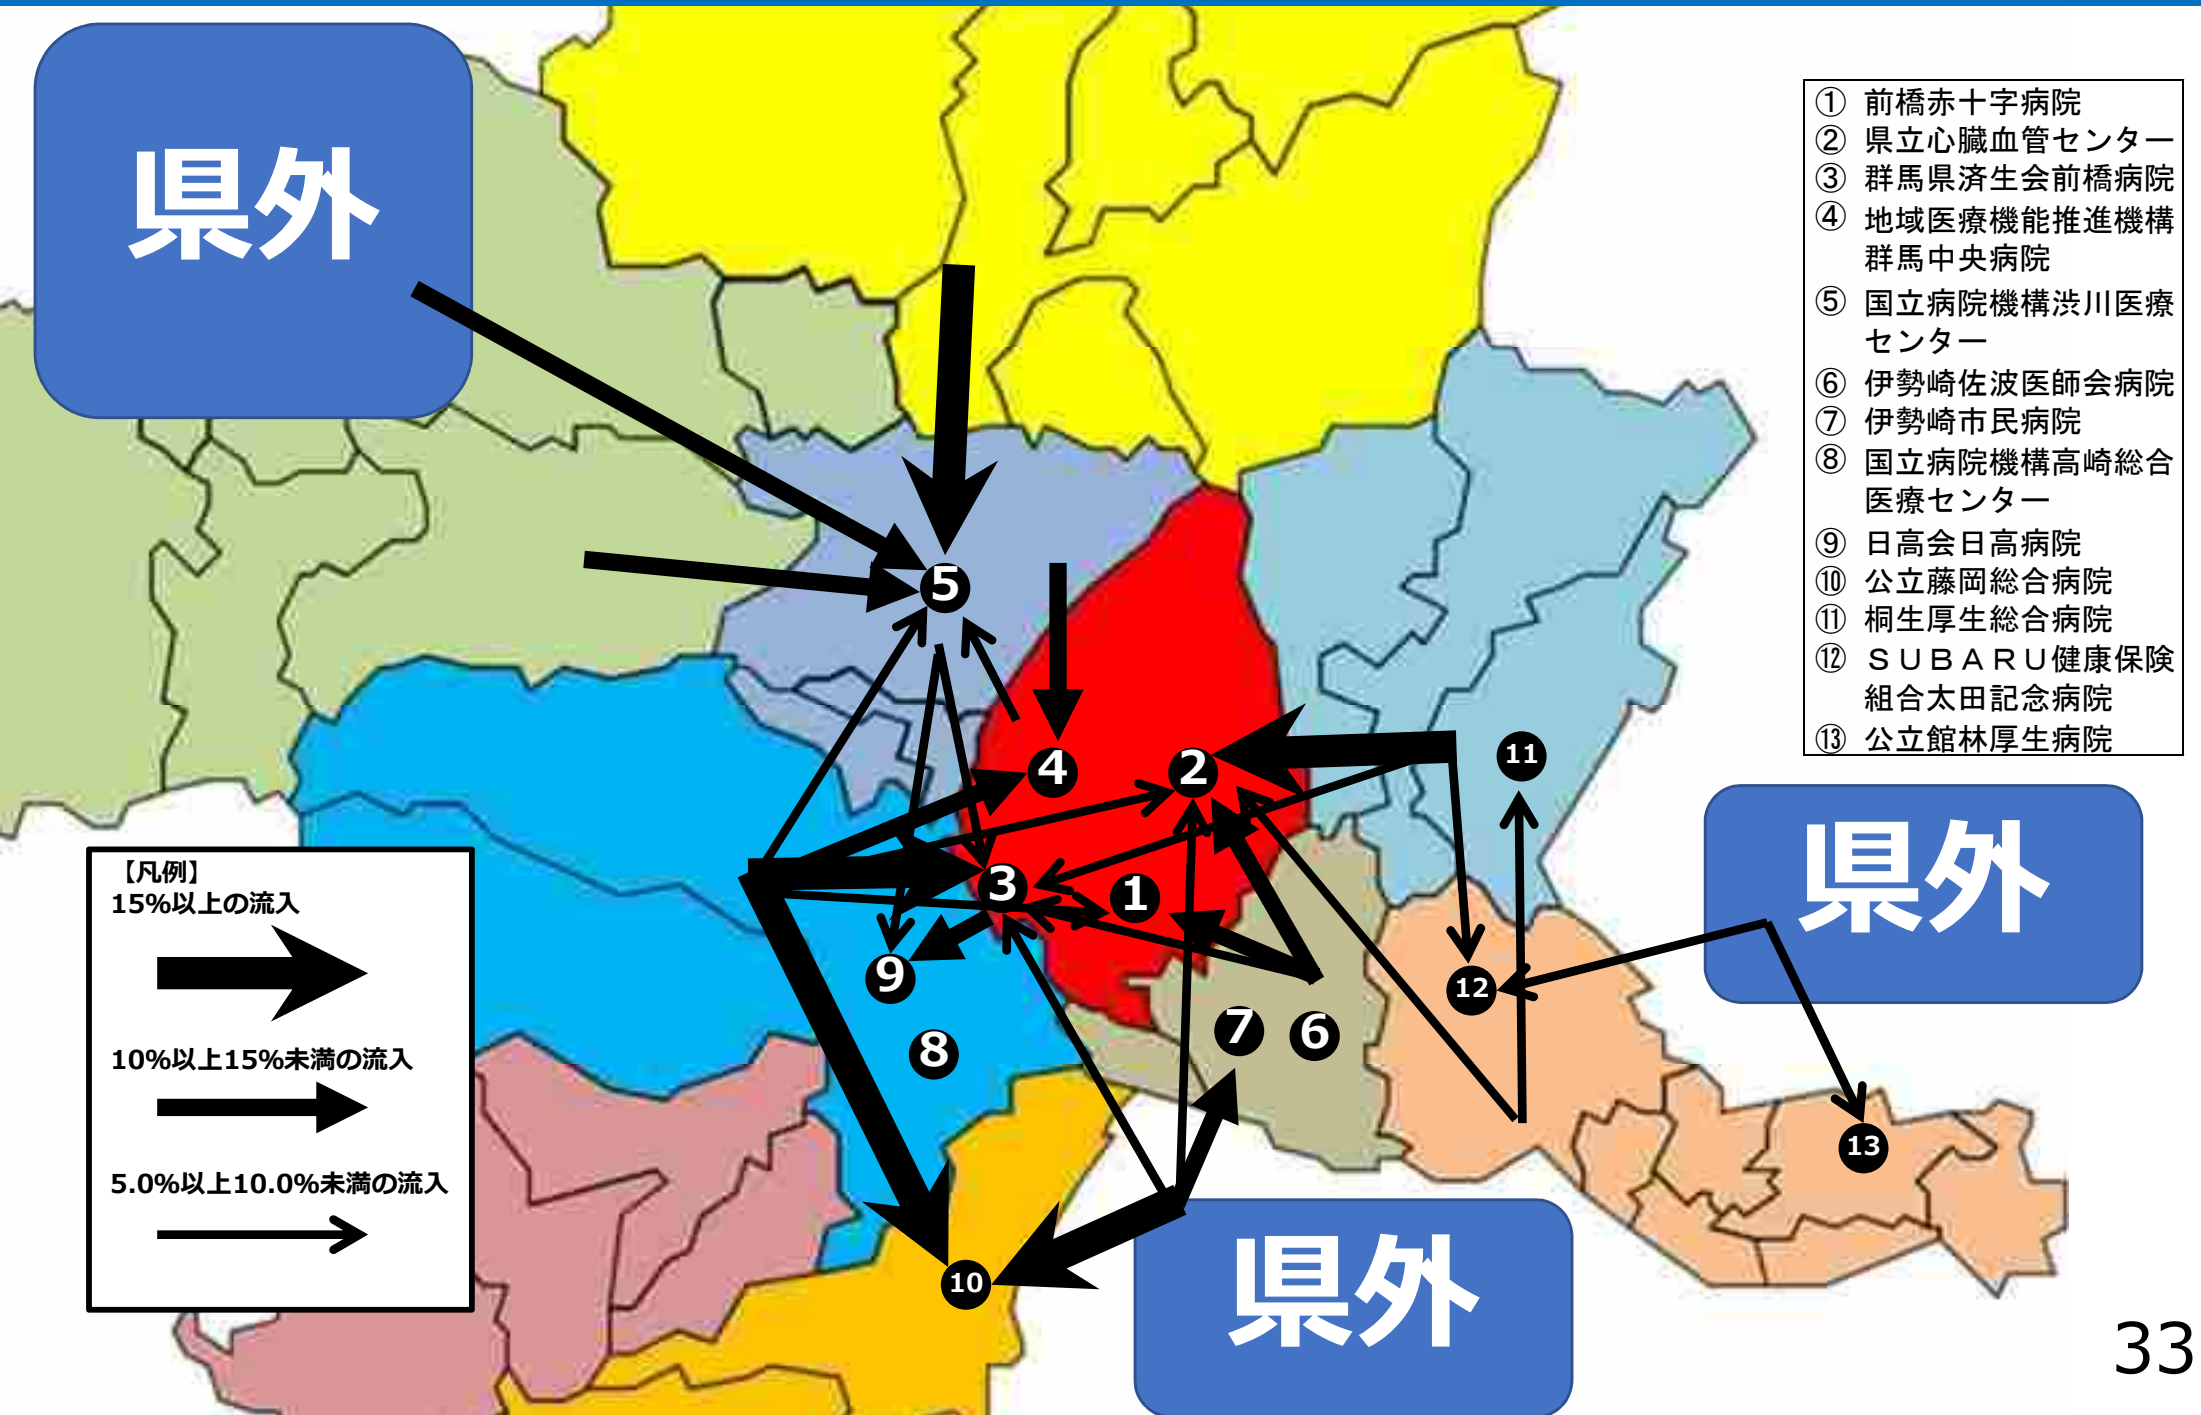 県外
① 前橋赤十字病院
② 県立心臓血管センター
③ 群馬県済生会前橋病院
④ 地域医療機能推進機構
群馬中央病院
⑤ 国立病院機構渋川医療
センター
⑥ 伊勢崎佐波医師会病院
⑦ 伊勢崎市民病院
⑧ 国立病院機構高崎総合
医療センター
⑨ 日高会日高病院
⑩ 公立藤岡総合病院
⑪ 桐生厚生総合病院
⑫ ＳＵＢＡＲＵ健康保険
組合太田記念病院
⑬ 公立館林厚生病院
5
4
2
11
3
1
9
12
7
6
8
13
10
県外
【凡例】
15%以上の流入
10%以上15%未満の流入
5.0%以上10.0%未満の流入
県外
33